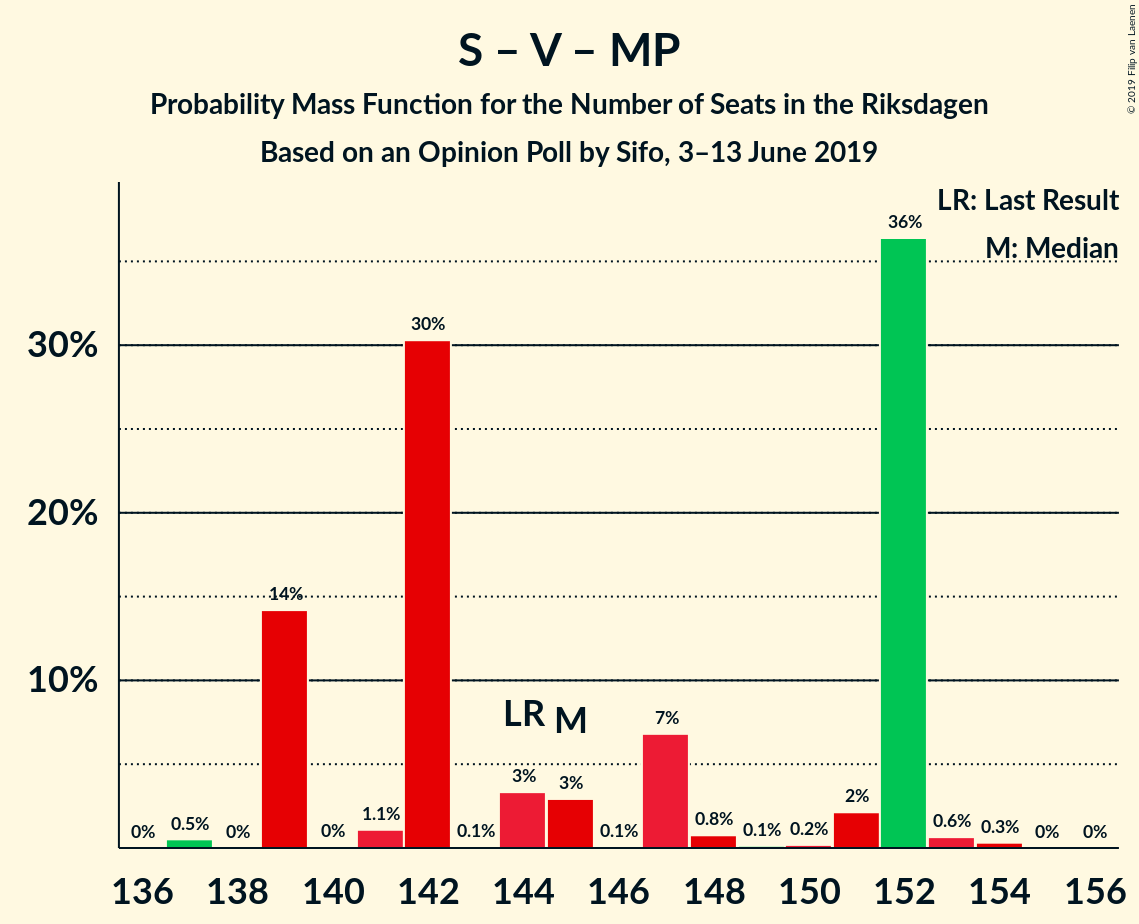 S – V – MP
Probability Mass Function for the Number of Seats in the Riksdagen
Based on an Opinion Poll by Sifo, 3–13 June 2019
© 2019 Filip van Laenen
LR: Last Result
M: Median
30%
20%
10%
0%
0.5%
0%
14%
0%
1.1%
30%
0.1%
3%
3%
0.1%
7%
0.8%
0.1%
0.2%
2%
36%
0.6%
0.3%
0%
0%
LR
M
136 138 140 142 144 146 148 150 152 154 156